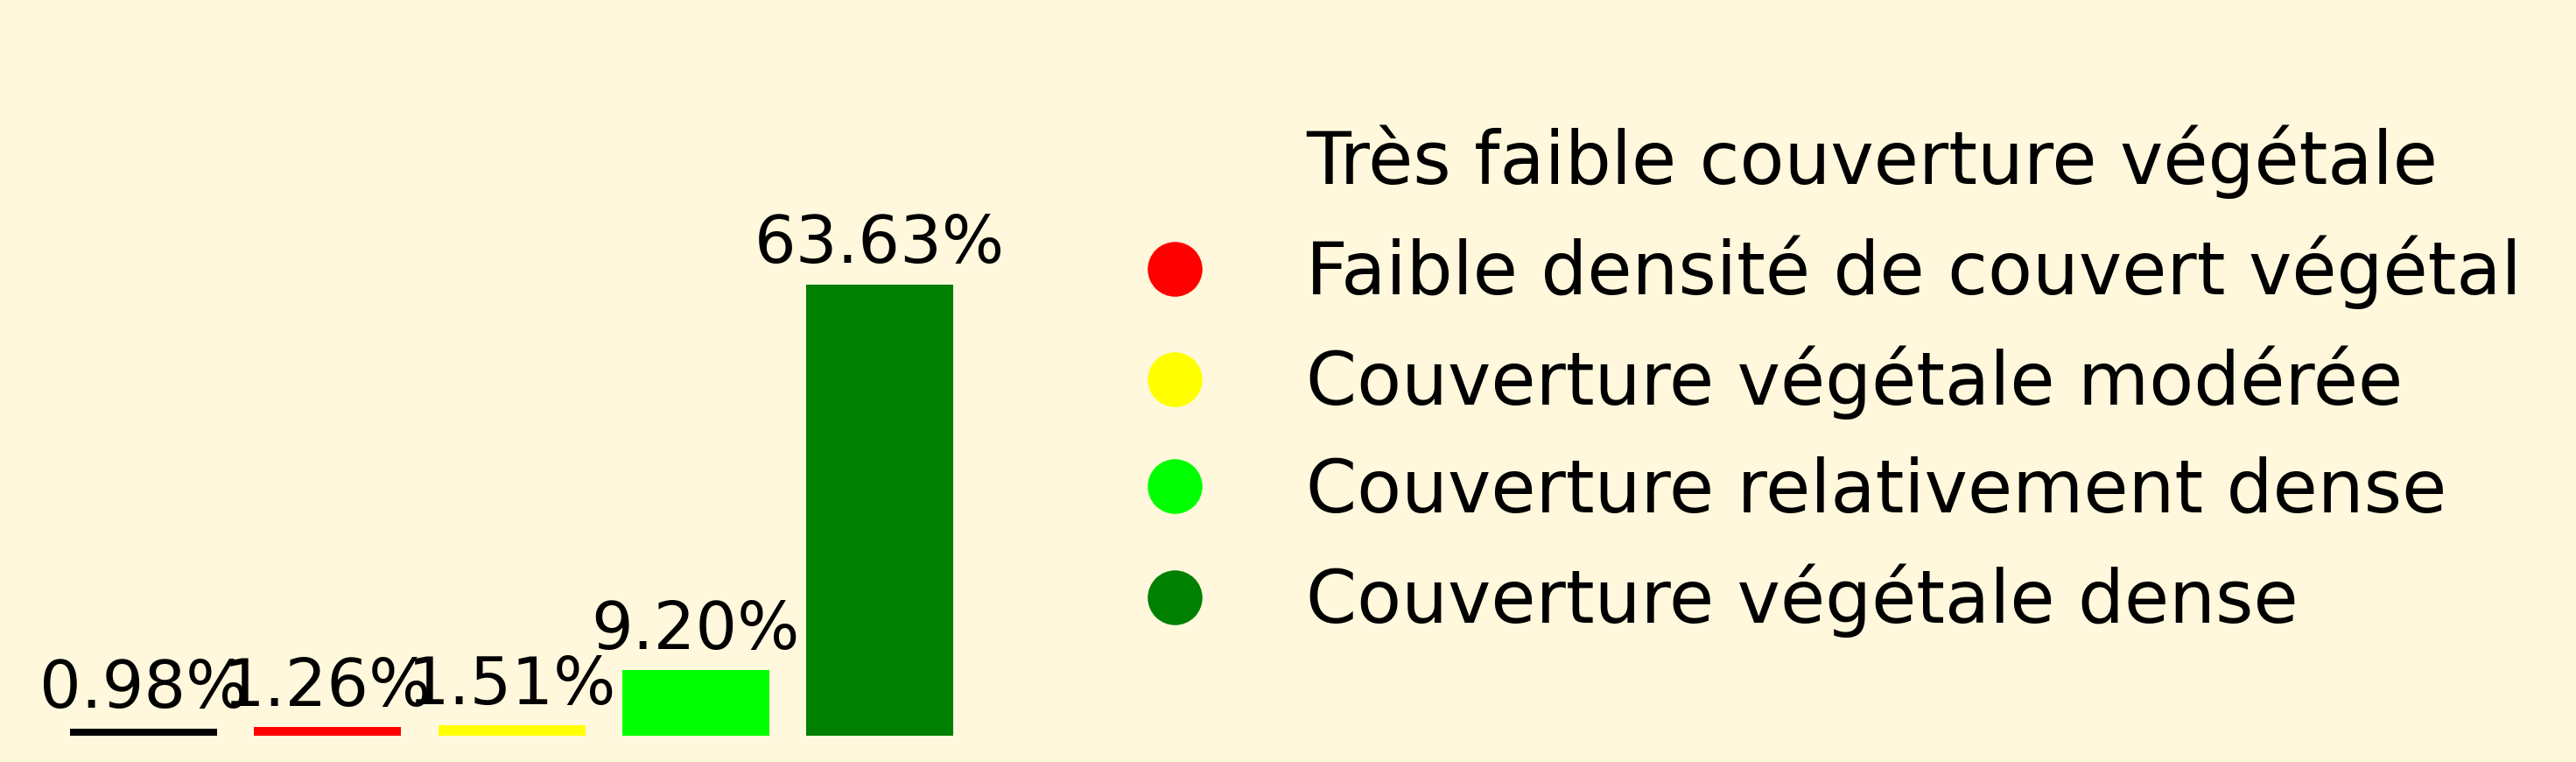 63.63%
9.20%
0.98%
1.26%
1.51%
Très faible couverture végétale
Faible densité de couvert végétal
Couverture végétale modérée
Couverture relativement dense
Couverture végétale dense